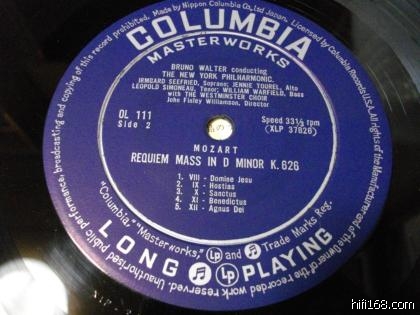 Made by Nippon Columbia Co., Ltd Japan. Licensed by Columbia Records U.S.A. All rights of the Manufacturer and of the Owner of the recorded work reserved. Unauthorised public performance, broadcasting and copying of this record prohibited.
COLUMBIA
MASTERWORKS
BRUNO WALTER conducting
THE NEW YORK PHILHARMONIC.
IRMGARD SEEFRIED, Soprano; JENNIE TOUREL, Alto
LEOPOLD SIMONEAU, Tenor; WILLIAM WARFIELD, Bass
with THE WESTMINSTER CHOIR
John Finley Williamson, Director
OL 111
Side 2
Speed 33⅓ rpm
(XLP 37826)
MOZART
REQUIEM MASS IN D MINOR K.626
1. VIII - Domine Jesu
2. IX - Hostias
3. X - Sanctus
4. XI - Benedictus
5. XII - Agnus Dei
"Columbia", "Masterworks", Lp and Trade Marks Reg.
LONG Lp PLAYING
hifi168.com